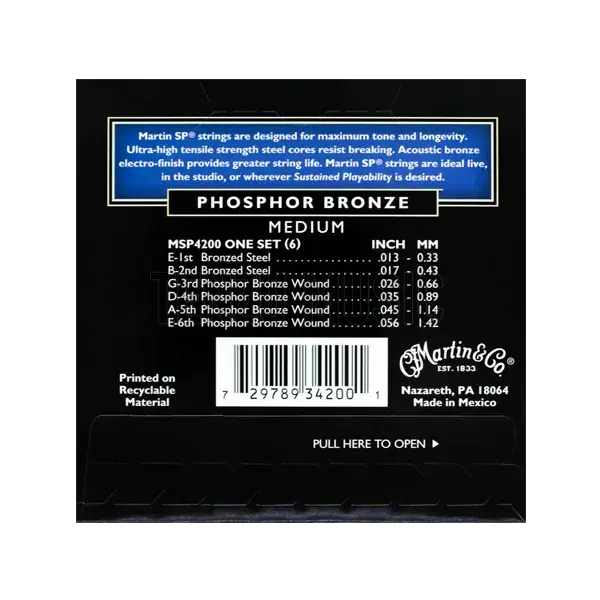 Martin SP® strings are designed for maximum tone and longevity.
Ultra-high tensile strength steel cores resist breaking. Acoustic bronze
electro-finish provides greater string life. Martin SP® strings are ideal live,
in the studio, or wherever Sustained Playability is desired.
PHOSPHOR BRONZE
MEDIUM
MSP4200 ONE SET (6) INCH MM
E-1st Bronzed Steel .013 - 0.33
B-2nd Bronzed Steel .017 - 0.43
G-3rd Phosphor Bronze Wound .026 - 0.66
D-4th Phosphor Bronze Wound .035 - 0.89
A-5th Phosphor Bronze Wound .045 - 1.14
E-6th Phosphor Bronze Wound .056 - 1.42
7 29789 34200 1
Printed on
Recyclable
Material
Martin & Co.®
EST. 1833
Nazareth, PA 18064
Made in Mexico
PULL HERE TO OPEN